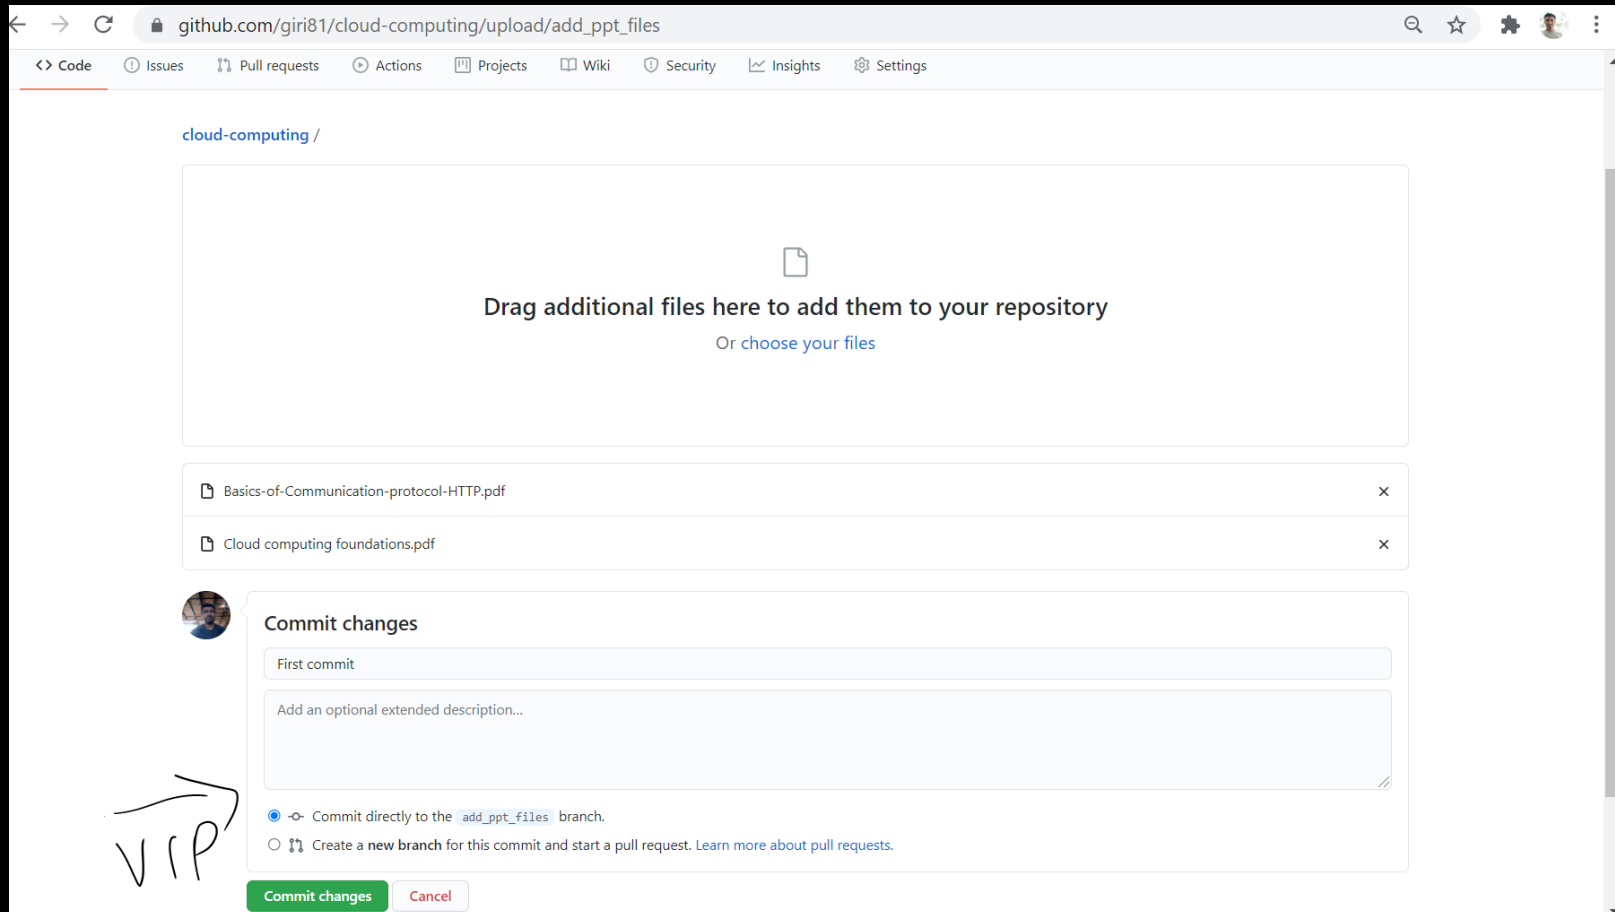 github.com/giri81/cloud-computing/upload/add_ppt_files
<> Code Issues Pull requests Actions Projects Wiki Security Insights Settings
cloud-computing /
Drag additional files here to add them to your repository
Or choose your files
Basics-of-Communication-protocol-HTTP.pdf
Cloud computing foundations.pdf
Commit changes
First commit
Add an optional extended description...
Commit directly to the add_ppt_files branch.
VIP
Create a new branch for this commit and start a pull request. Learn more about pull requests.
Commit changes Cancel